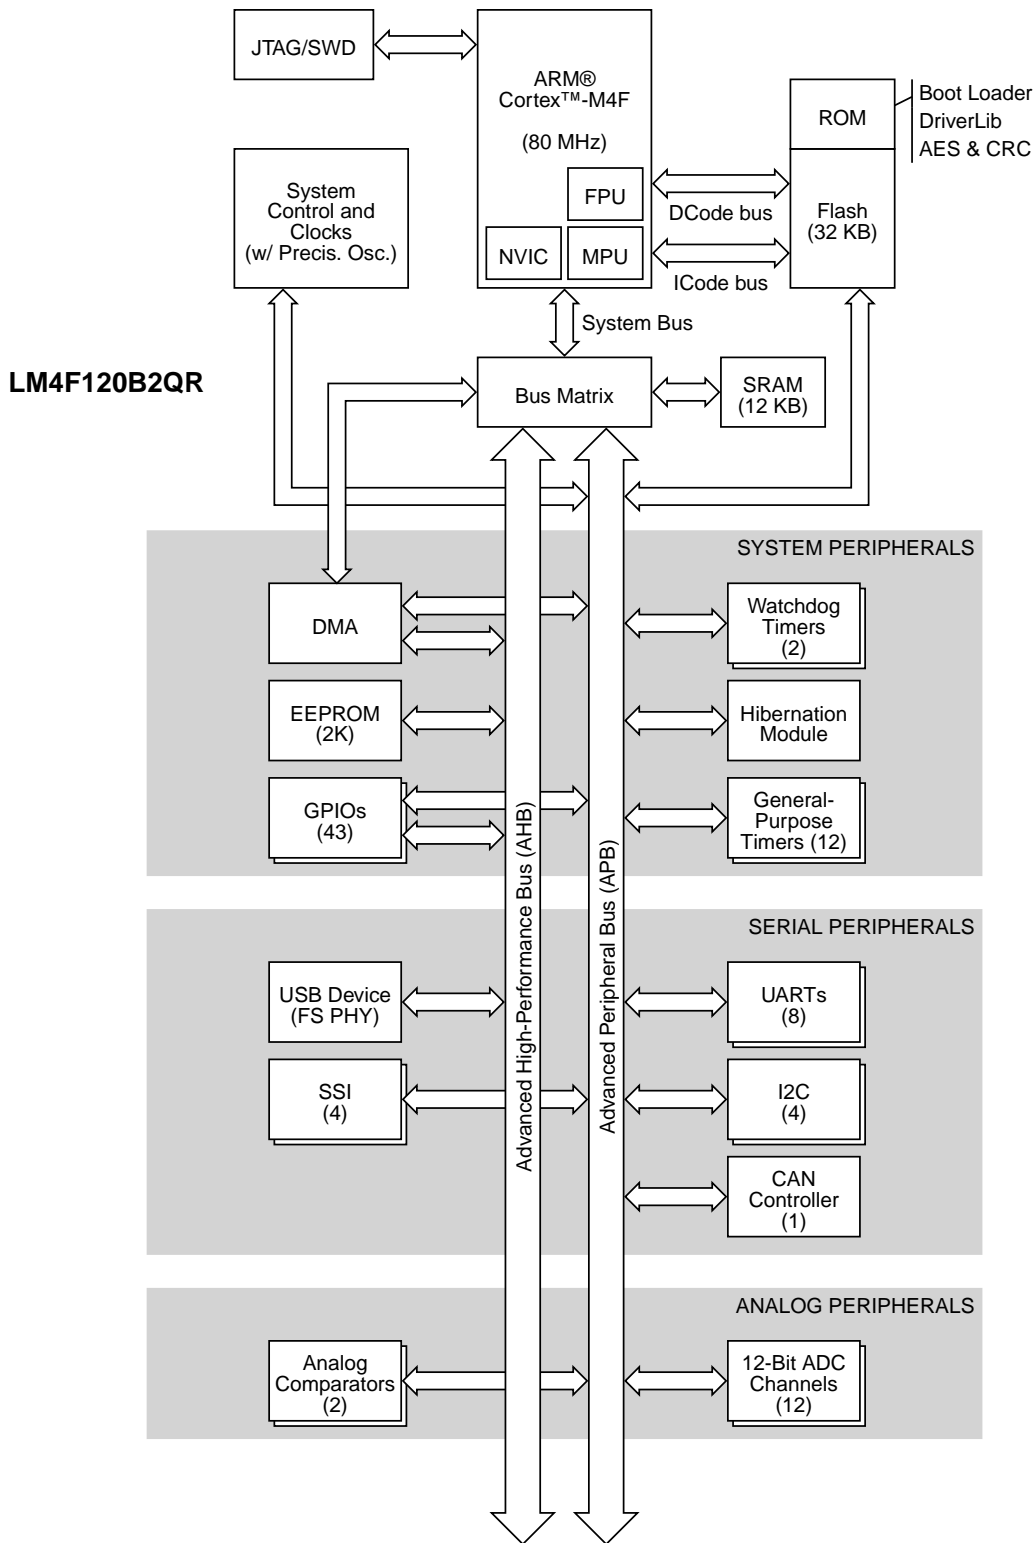 JTAG/SWD
ARM®
Cortex™-M4F
(80 MHz)
ROM
Boot Loader
DriverLib
AES & CRC
System
Control and
Clocks
(w/ Precis. Osc.)
FPU
NVIC
MPU
DCode bus
ICode bus
Flash
(32 KB)
System Bus
LM4F120B2QR
Bus Matrix
SRAM
(12 KB)
SYSTEM PERIPHERALS
DMA
Watchdog
Timers
(2)
EEPROM
(2K)
Hibernation
Module
GPIOs
(43)
General-
Purpose
Timers (12)
Advanced High-Performance Bus (AHB)
Advanced Peripheral Bus (APB)
SERIAL PERIPHERALS
USB Device
(FS PHY)
UARTs
(8)
SSI
(4)
I2C
(4)
CAN
Controller
(1)
ANALOG PERIPHERALS
Analog
Comparators
(2)
12-Bit ADC
Channels
(12)